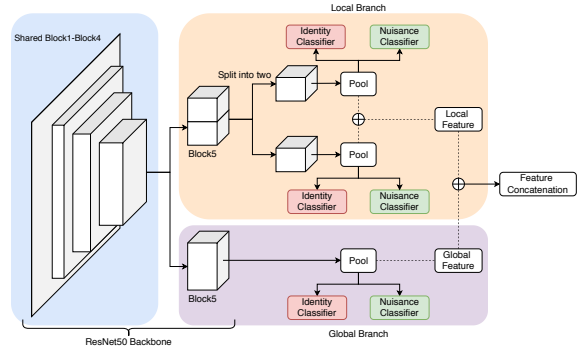 Local Branch
Shared Block1-Block4
Identity
Classifier
Nuisance
Classifier
Split into two
Pool
Block5
Local
Feature
Pool
Identity
Classifier
Nuisance
Classifier
Feature
Concatenation
Block5
Pool
Global
Feature
Identity
Classifier
Nuisance
Classifier
Global Branch
ResNet50 Backbone